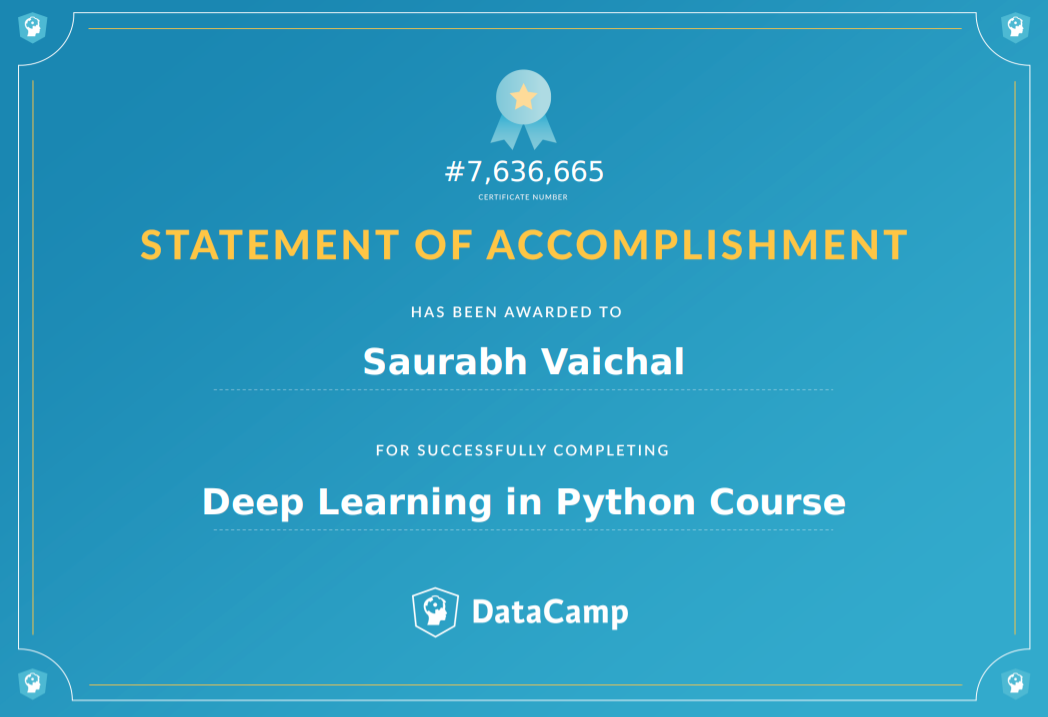 #7,636,665
CERTIFICATE NUMBER
STATEMENT OF ACCOMPLISHMENT
HAS BEEN AWARDED TO
Saurabh Vaichal
FOR SUCCESSFULLY COMPLETING
Deep Learning in Python Course
DataCamp